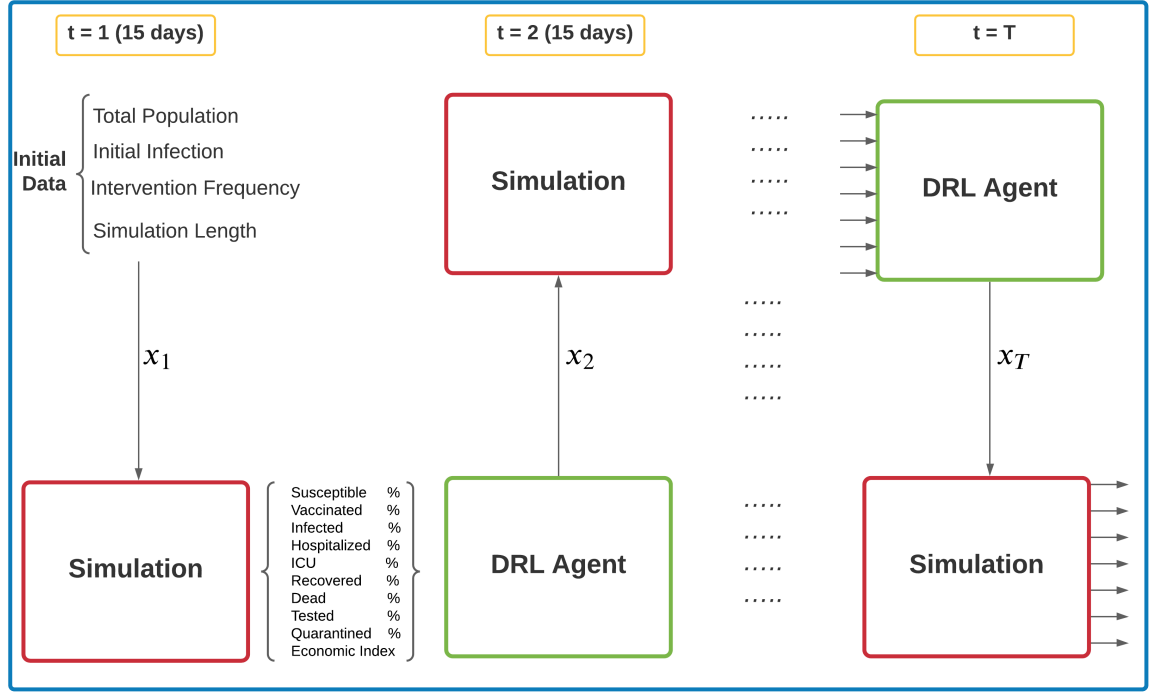 t = 1 (15 days)
t = 2 (15 days)
t = T
Initial
Data
Total Population
Initial Infection
Intervention Frequency
Simulation Length
Simulation
.....
.....
.....
.....
DRL Agent
x1
x2
.....
.....
.....
.....
xT
Simulation
Susceptible %
Vaccinated %
Infected %
Hospitalized %
ICU %
Recovered %
Dead %
Tested %
Quarantined %
Economic Index
DRL Agent
.....
.....
.....
.....
Simulation